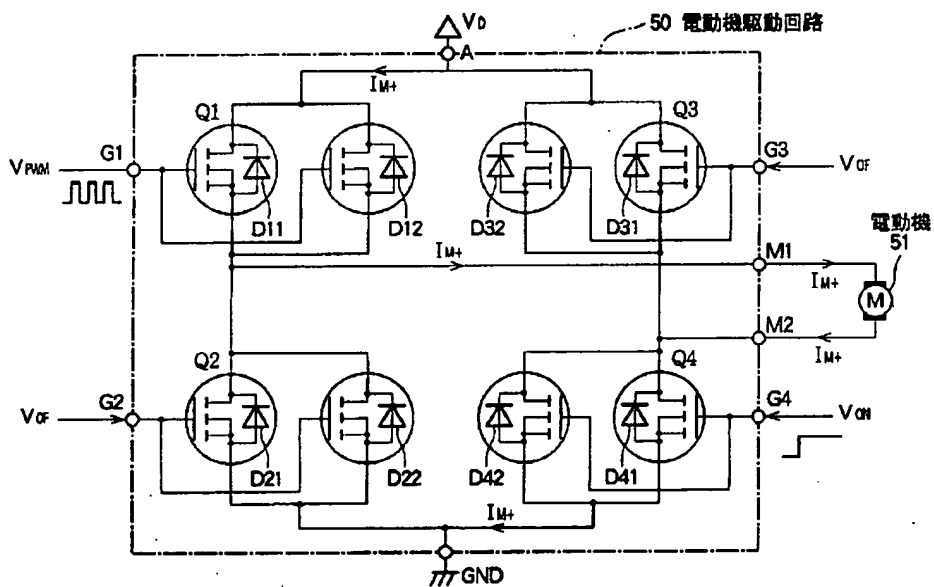 VD
50 電動機駆動回路
A
IM+
Q1
Q3
G1
G3
VPWM
VOF
D11
D12
D32
D31
電動機
51
IM+
M1
IM+
M
M2
IM+
Q2
Q4
G2
G4
VOF
VON
D21
D22
D42
D41
IM+
GND